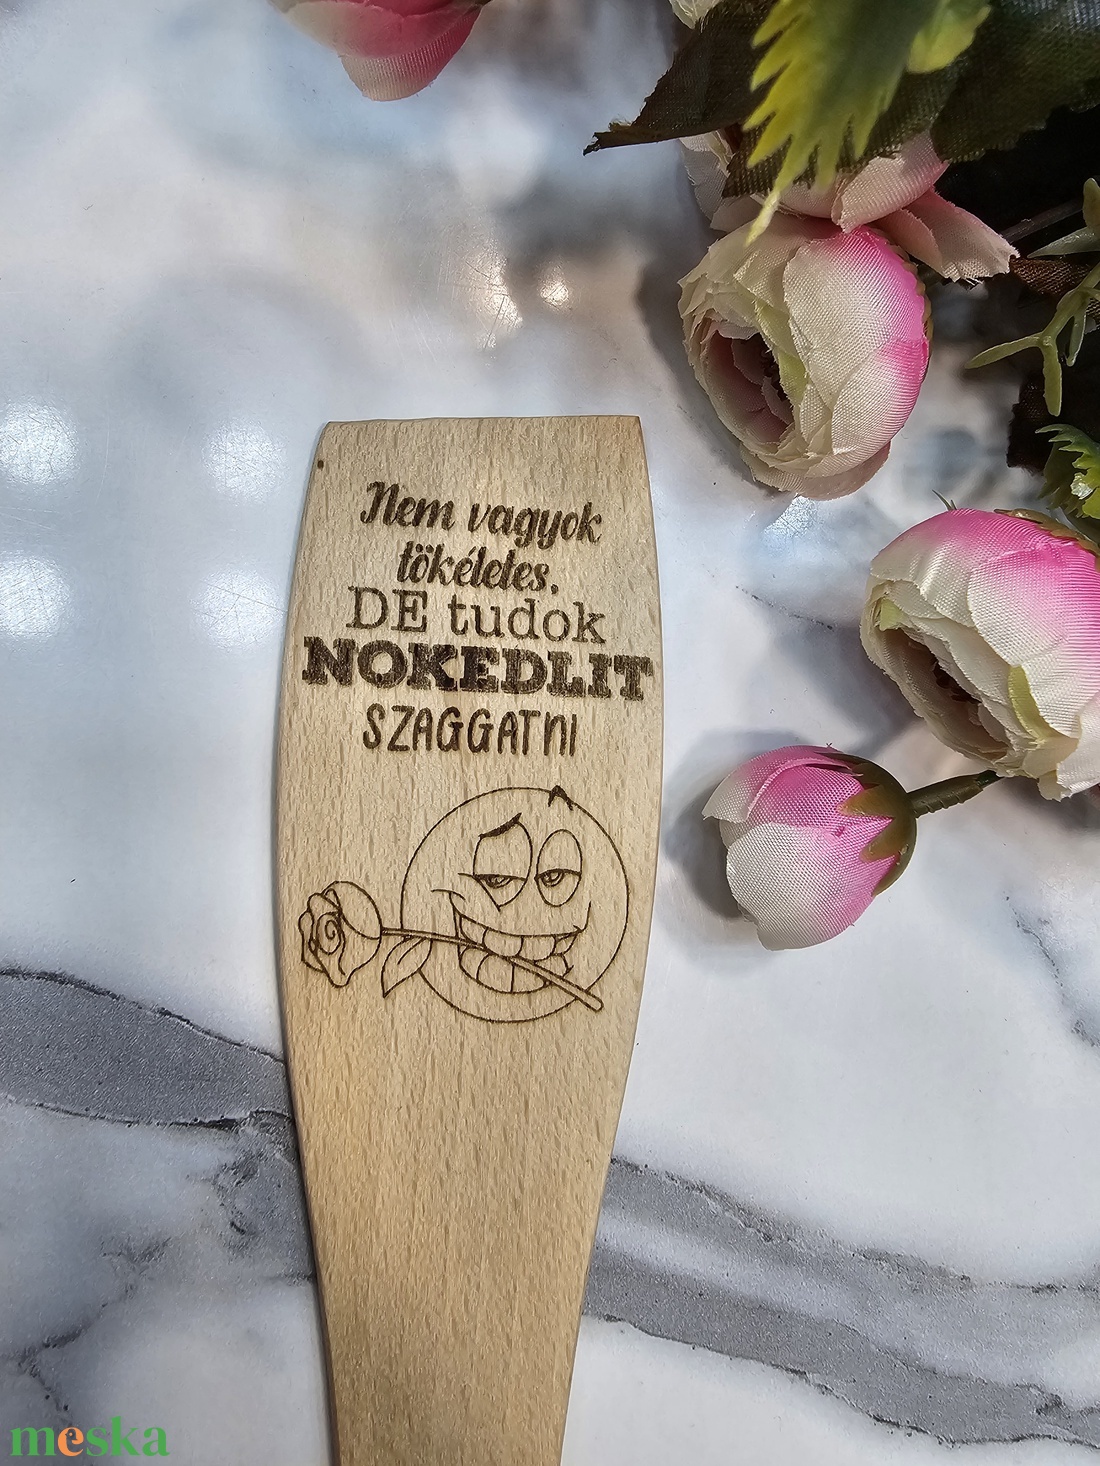 Nem vagyok
tökéletes,
DE tudok
NOKEDLIT
SZAGGATNI
meska